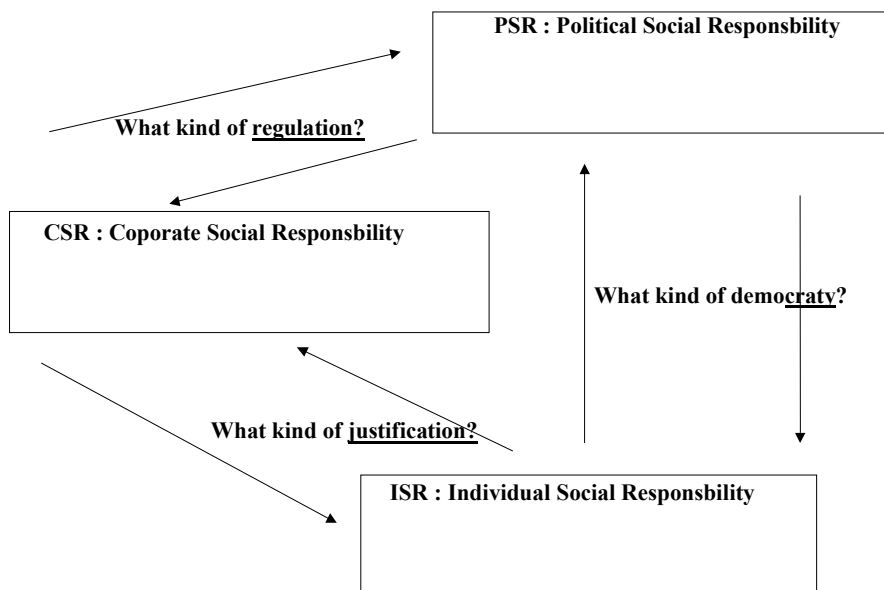 PSR : Political Social Responsbility
What kind of regulation?
CSR : Coporate Social Responsbility
What kind of democraty?
What kind of justification?
ISR : Individual Social Responsbility